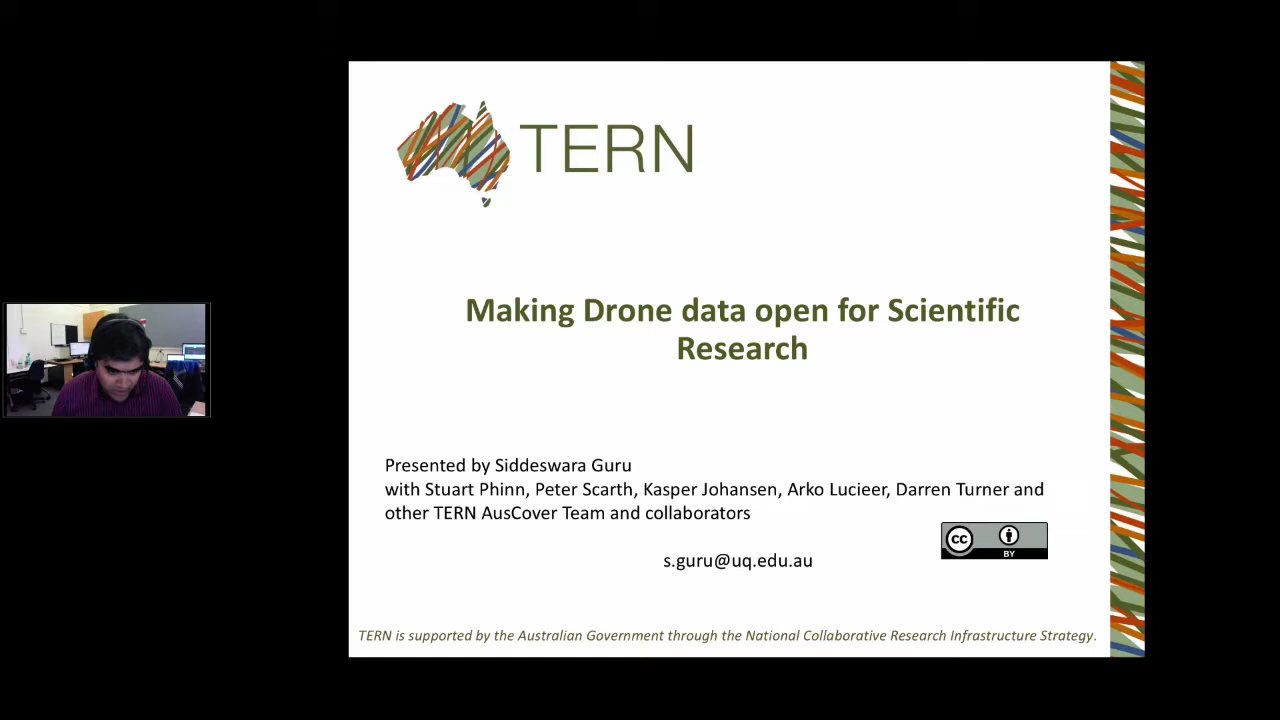 TERN
Making Drone data open for Scientific
Research
Presented by Siddeswara Guru
with Stuart Phinn, Peter Scarth, Kasper Johansen, Arko Lucieer, Darren Turner and
other TERN AusCover Team and collaborators
cc
BY
s.guru@uq.edu.au
TERN is supported by the Australian Government through the National Collaborative Research Infrastructure Strategy.